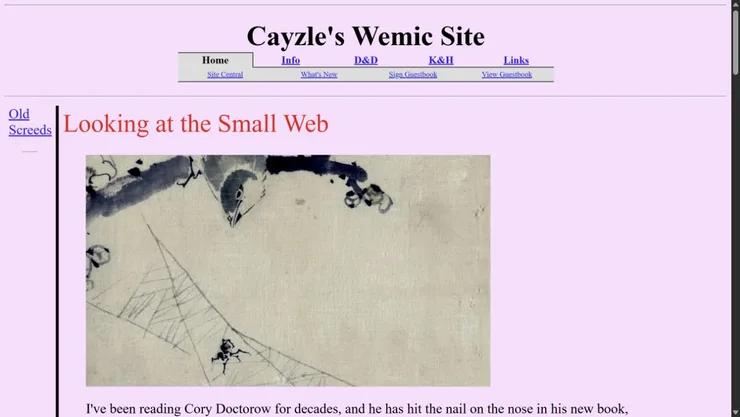 Cayzle's Wemic Site
Home Info D&D K&H Links
Site Central What's New Sign Guestbook View Guestbook
Old
Screeds
Looking at the Small Web
I've been reading Cory Doctorow for decades, and he has hit the nail on the nose in his new book,